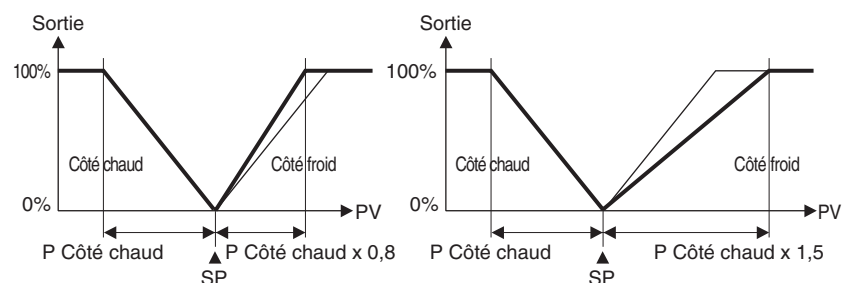 Sortie
100%
Côté chaud
Côté froid
0%
PV
P Côté chaud
P Côté chaud x 0,8
SP
Sortie
100%
Côté chaud
Côté froid
0%
PV
P Côté chaud
P Côté chaud x 1,5
SP